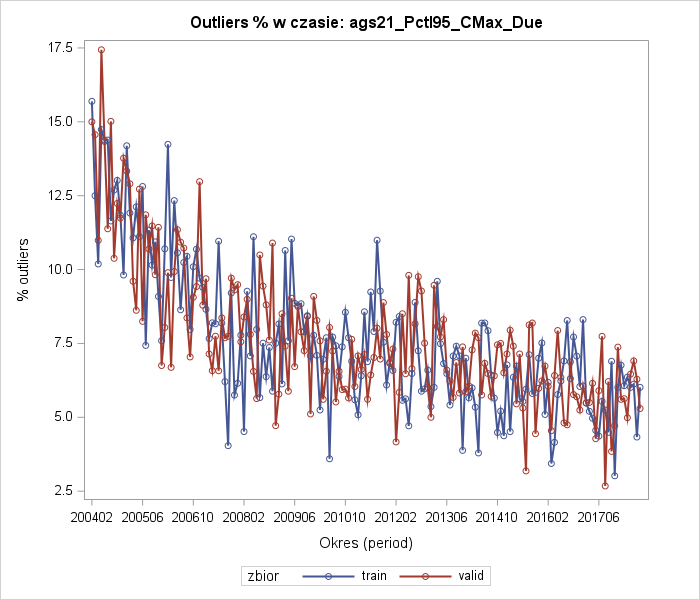 Outliers % w czasie: ags21_Pctl95_CMax_Due
% outliers
17.5
15.0
12.5
10.0
7.5
5.0
2.5
200402 200506 200610 200802 200906 201010 201202 201306 201410 201602 201706
Okres (period)
zbior train valid